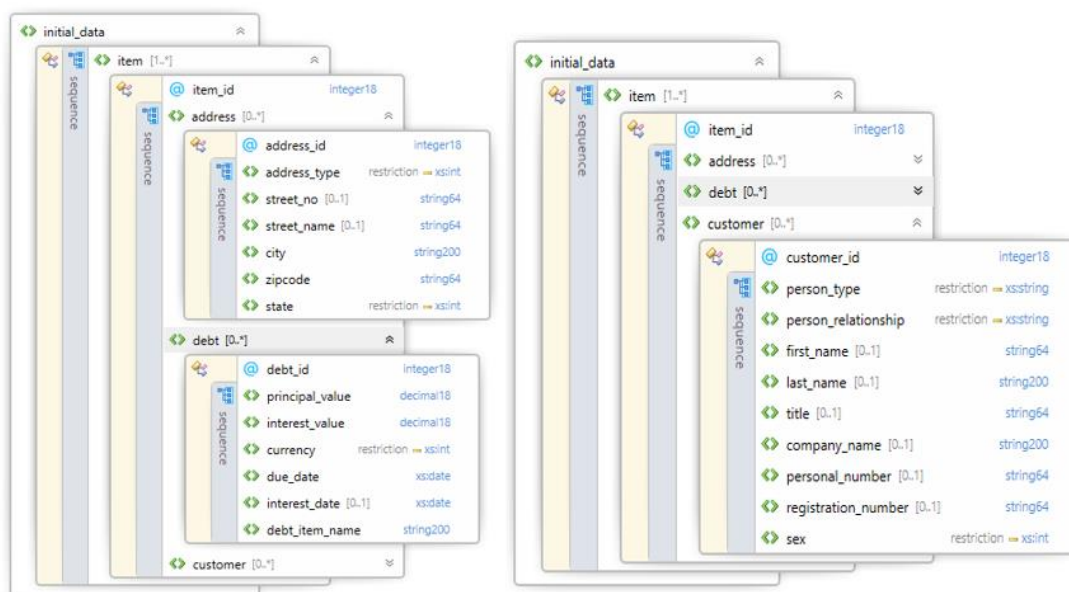 initial_data
item [1..*]
sequence
@ item_id integer18
address [0..*]
sequence
@ address_id integer18
address_type restriction xs:int
street_no [0..1] string64
street_name [0..1] string64
city string200
zipcode string64
state restriction xs:int
debt [0..*]
@ debt_id integer18
sequence
principal_value decimal18
interest_value decimal18
currency restriction xs:int
due_date xs:date
interest_date [0..1] xs:date
debt_item_name string200
customer [0..*]
initial_data
item [1..*]
sequence
@ item_id integer18
address [0..*]
sequence
debt [0..*]
customer [0..*]
@ customer_id integer18
person_type restriction xs:string
sequence
person_relationship restriction xs:string
first_name [0..1] string64
last_name [0..1] string200
title [0..1] string64
company_name [0..1] string200
personal_number [0..1] string64
registration_number [0..1] string64
sex restriction xs:int